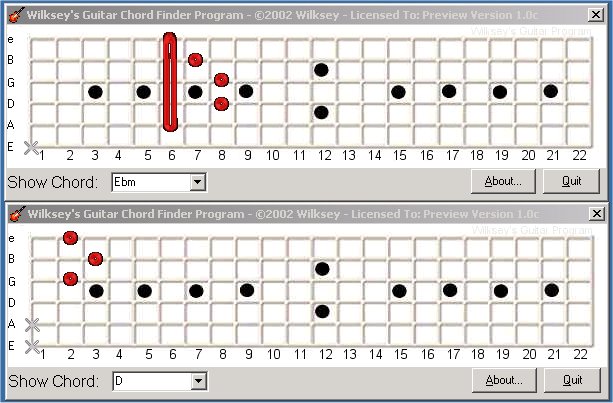 Wilksey's Guitar Chord Finder Program - ©2002 Wilksey - Licensed To: Preview Version 1.0c
Wilksey's Guitar Program
e
B
G
D
A
E
1 2 3 4 5 6 7 8 9 10 11 12 13 14 15 16 17 18 19 20 21 22
Show Chord: Ebm About... Quit
Wilksey's Guitar Chord Finder Program - ©2002 Wilksey - Licensed To: Preview Version 1.0c
Wilksey's Guitar Program
e
B
G
D
A
E
1 2 3 4 5 6 7 8 9 10 11 12 13 14 15 16 17 18 19 20 21 22
Show Chord: D About... Quit